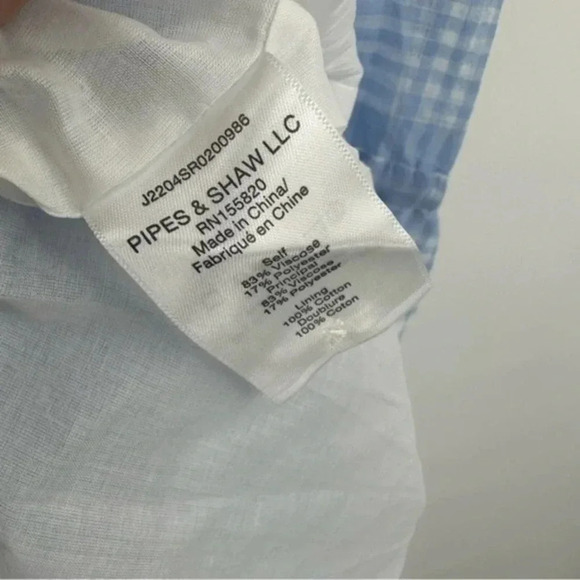 J2204SR0200986
PIPES & SHAW LLC
RN155820
Made in China/
Fabriqué en Chine
Self
83% Viscose
17% Polyester
Principal
83% Viscose
17% Polyester
Lining
100% Cotton
Doublure
100% Coton